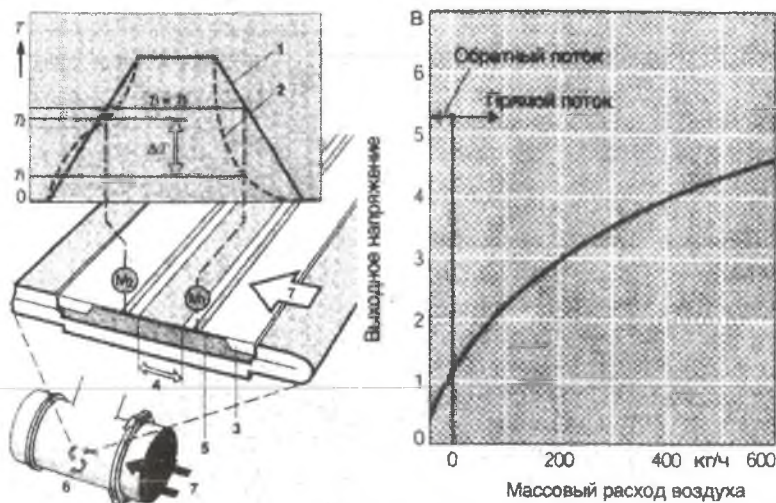 T
1
2
T₁ = T₂
T₂
ΔT
T₁
0
M₂
M₁
7
4
5
3
6
7
В
6
Обратный поток
Прямой поток
5
4
3
2
1
0
Выходное напряжение
0
200
400
кг/ч
600
Массовый расход воздуха